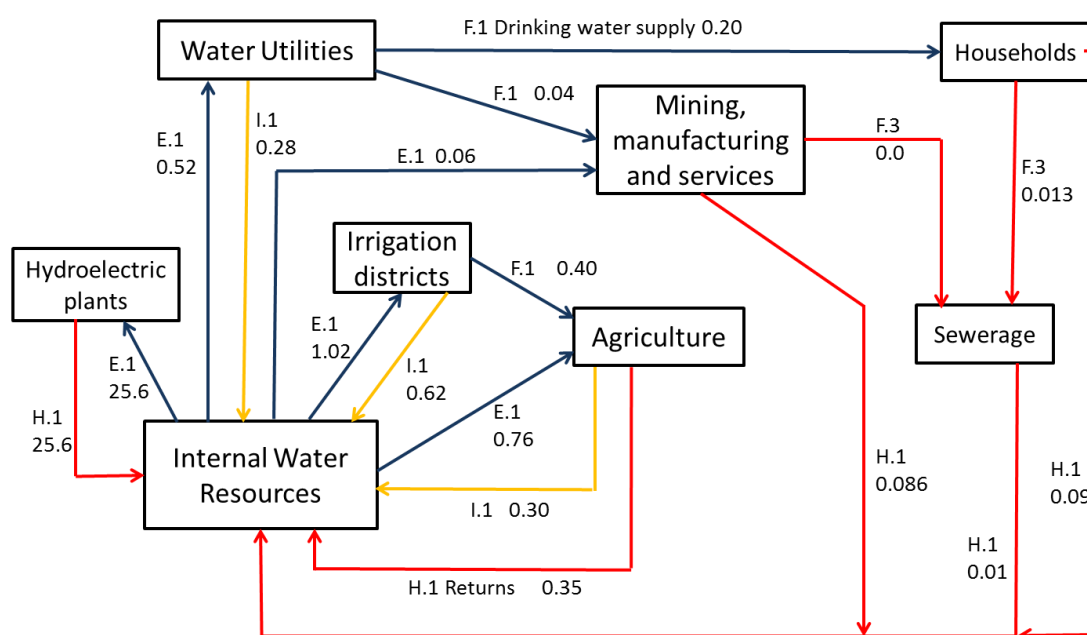 F.1 Drinking water supply 0.20
Water Utilities
Households
F.1 0.04
Mining,
manufacturing
and services
E.1
0.52
I.1
0.28
E.1 0.06
F.3
0.0
F.3
0.013
Irrigation
districts
Hydroelectric
plants
F.1 0.40
E.1
1.02
Agriculture
Sewerage
E.1
25.6
I.1
0.62
H.1
25.6
E.1
0.76
Internal Water
Resources
I.1 0.30
H.1
0.086
H.1
0.09
H.1
0.01
H.1 Returns 0.35